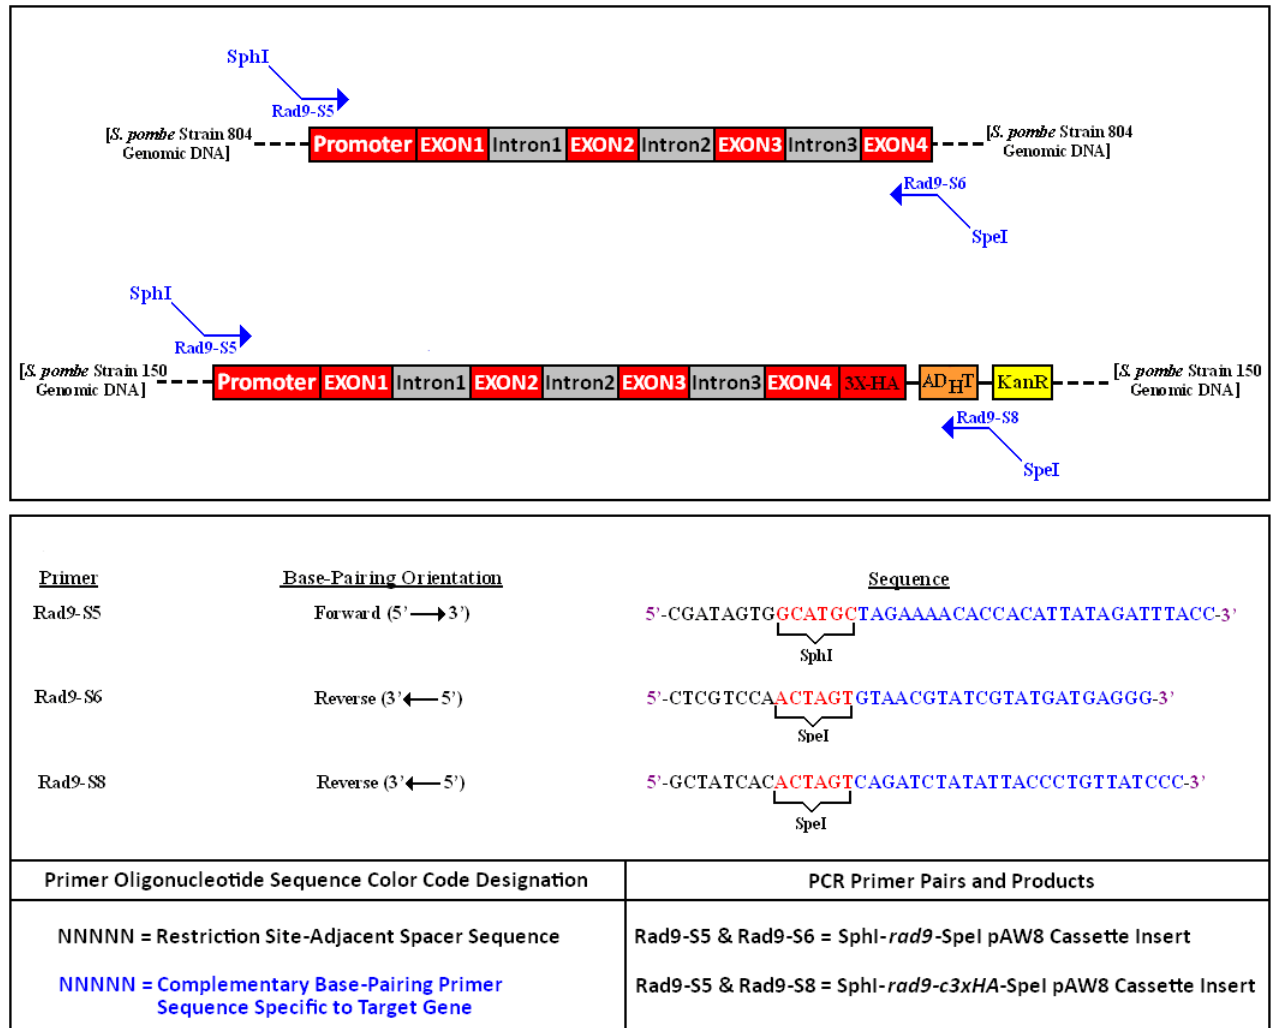 SphI
Rad9-S5
[S. pombe Strain 804
Genomic DNA]
Promoter EXON1 Intron1 EXON2 Intron2 EXON3 Intron3 EXON4
[S. pombe Strain 804
Genomic DNA]
Rad9-S6
SpeI
SphI
Rad9-S5
[S. pombe Strain 150
Genomic DNA]
Promoter EXON1 Intron1 EXON2 Intron2 EXON3 Intron3 EXON4 3X-HA ADHT KanR
[S. pombe Strain 150
Genomic DNA]
Rad9-S8
SpeI
Primer Base-Pairing Orientation Sequence
Rad9-S5 Forward (5’ → 3’) 5’-CGATAGTGGCATGCTAGAAAACACCACATTATAGATTTACC-3’
SphI
Rad9-S6 Reverse (3’ ← 5’) 5’-CTCGTCCAACTAGTGTAACGTATCGTATGATGAGGG-3’
SpeI
Rad9-S8 Reverse (3’ ← 5’) 5’-GCTATCACACTAGTCAGATCTATATTACCCTGTTATCCC-3’
SpeI
Primer Oligonucleotide Sequence Color Code Designation
NNNNN = Restriction Site-Adjacent Spacer Sequence
NNNNN = Complementary Base-Pairing Primer
Sequence Specific to Target Gene
PCR Primer Pairs and Products
Rad9-S5 & Rad9-S6 = SphI-rad9-SpeI pAW8 Cassette Insert
Rad9-S5 & Rad9-S8 = SphI-rad9-c3xHA-SpeI pAW8 Cassette Insert